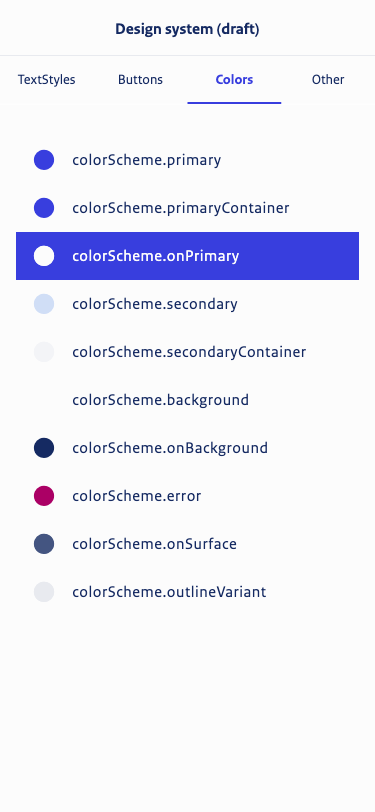 Design system (draft)
TextStyles Buttons Colors Other
colorScheme.primary
colorScheme.primaryContainer
colorScheme.onPrimary
colorScheme.secondary
colorScheme.secondaryContainer
colorScheme.background
colorScheme.onBackground
colorScheme.error
colorScheme.onSurface
colorScheme.outlineVariant